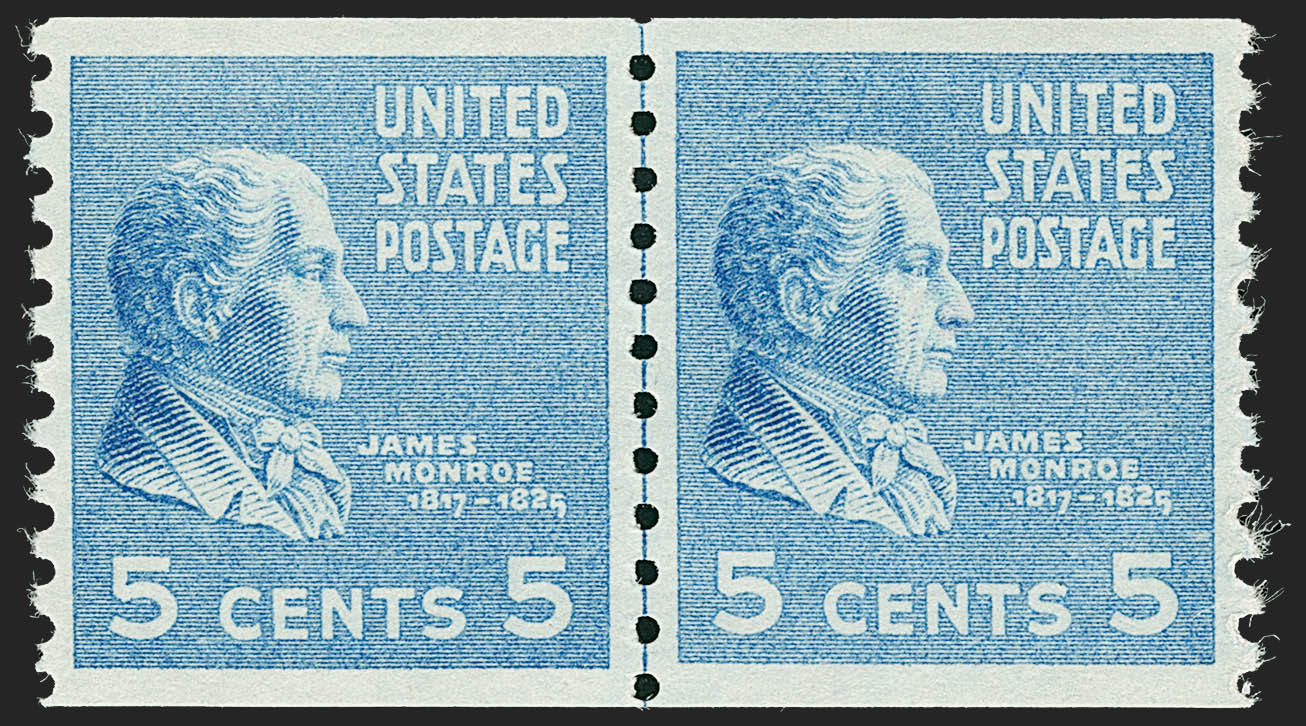 UNITED
STATES
POSTAGE
JAMES
MONROE
1817-1825
5 CENTS 5
UNITED
STATES
POSTAGE
JAMES
MONROE
1817-1825
5 CENTS 5